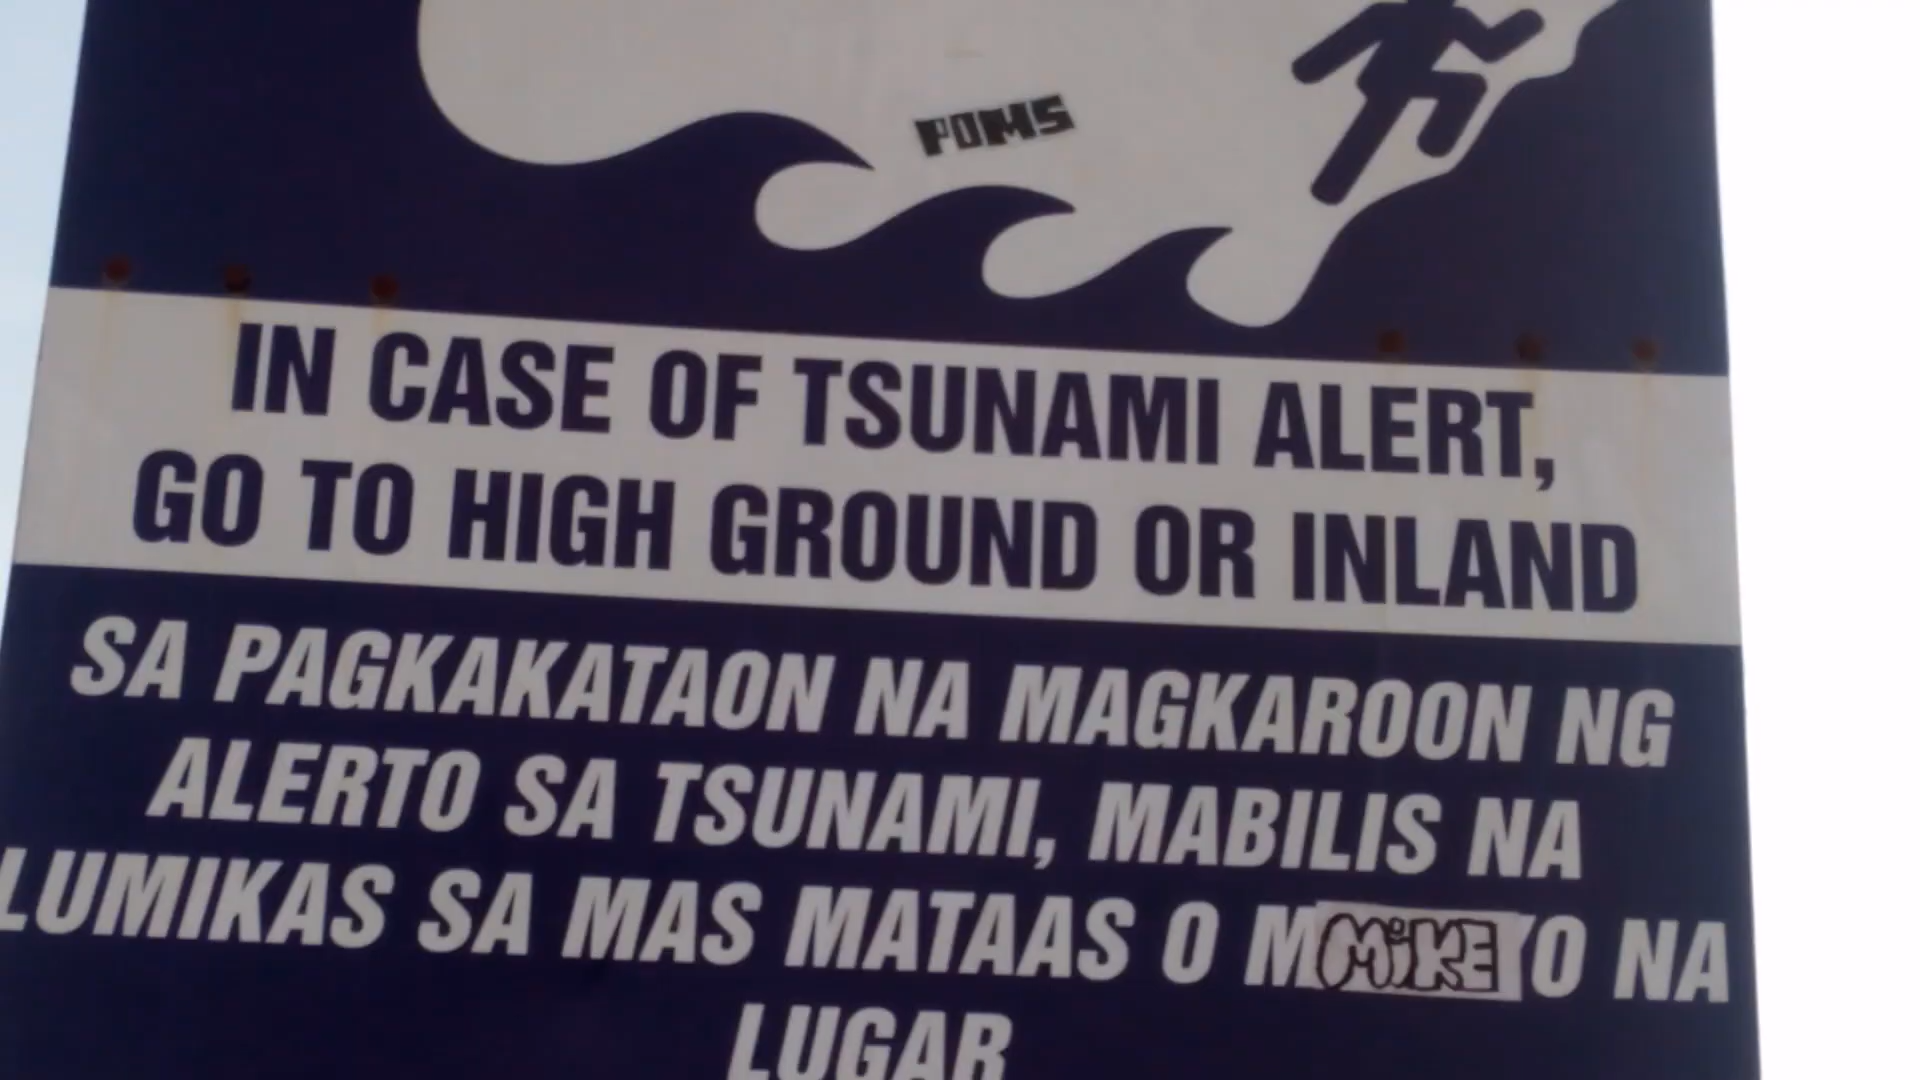 POMS
IN CASE OF TSUNAMI ALERT,
GO TO HIGH GROUND OR INLAND
SA PAGKAKATAON NA MAGKAROON NG
ALERTO SA TSUNAMI, MABILIS NA
LUMIKAS SA MAS MATAAS O MIKE NA
LUGAR